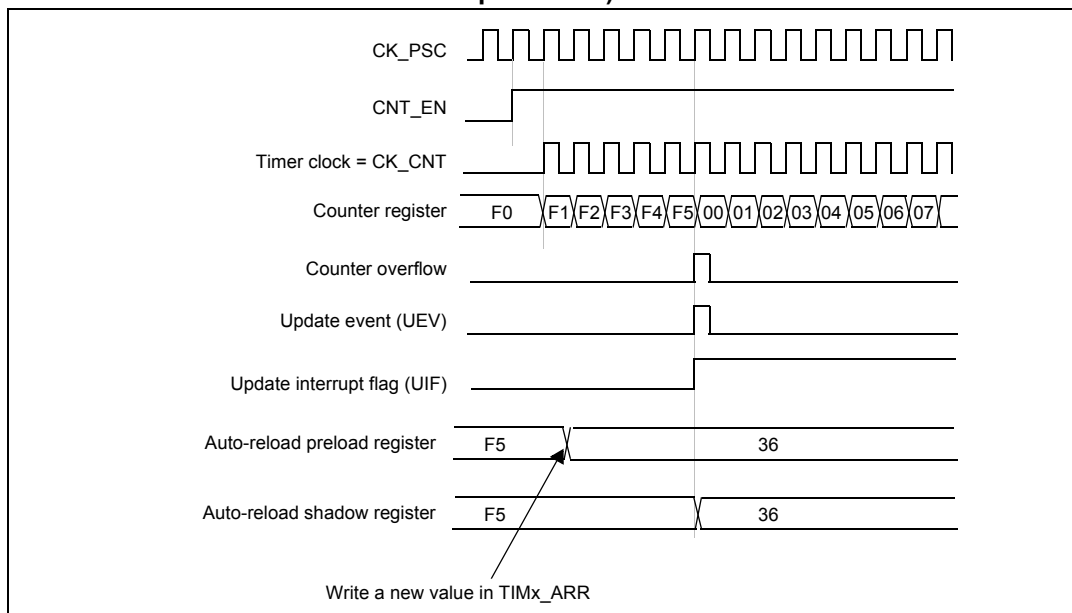 CK_PSC
CNT_EN
Timer clock = CK_CNT
Counter register F0 F1 F2 F3 F4 F5 00 01 02 03 04 05 06 07
Counter overflow
Update event (UEV)
Update interrupt flag (UIF)
Auto-reload preload register F5 36
Auto-reload shadow register F5 36
Write a new value in TIMx_ARR